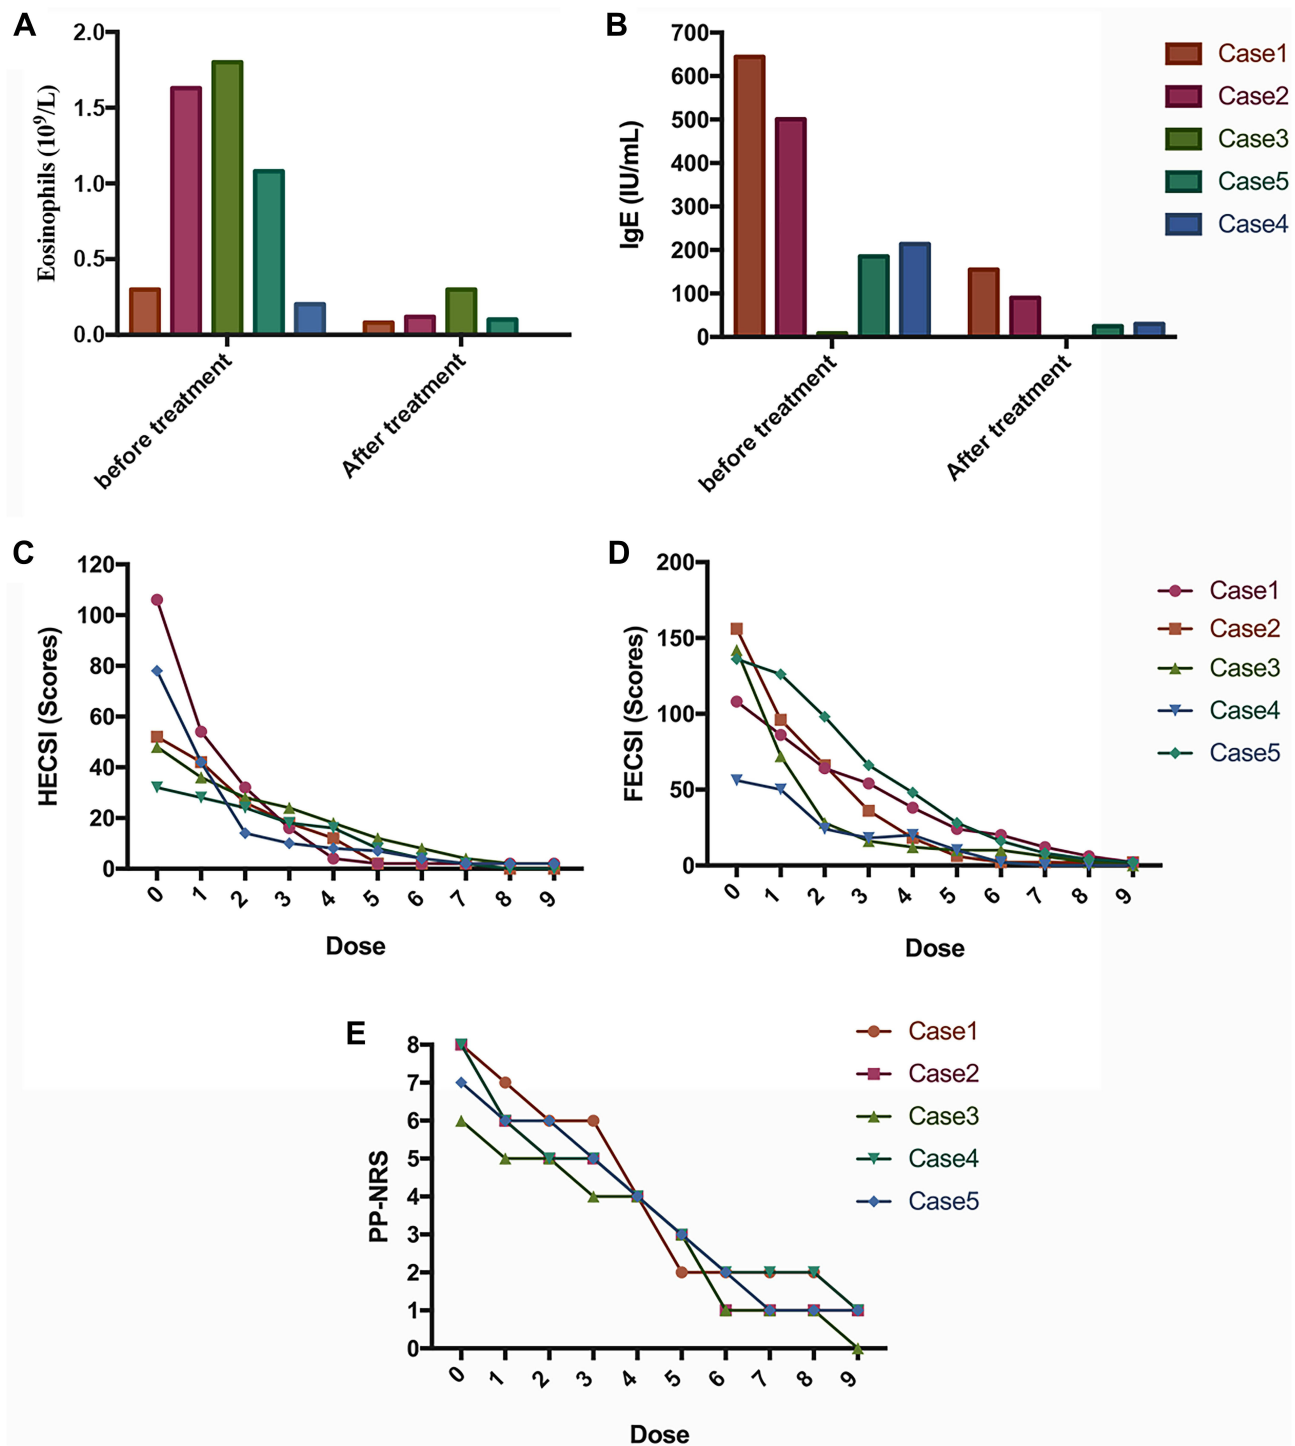 A
Eosinophils (10⁹/L)
2.0
1.5
1.0
0.5
0.0
before treatment
After treatment
B
IgE (IU/mL)
700
600
500
400
300
200
100
0
before treatment
After treatment
Case1
Case2
Case3
Case5
Case4
C
HECSI (Scores)
120
100
80
60
40
20
0
0 1 2 3 4 5 6 7 8 9
Dose
D
FECSI (Scores)
200
150
100
50
0
0 1 2 3 4 5 6 7 8 9
Dose
Case1
Case2
Case3
Case4
Case5
E
PP-NRS
8
7
6
5
4
3
2
1
0
0 1 2 3 4 5 6 7 8 9
Dose
Case1
Case2
Case3
Case4
Case5